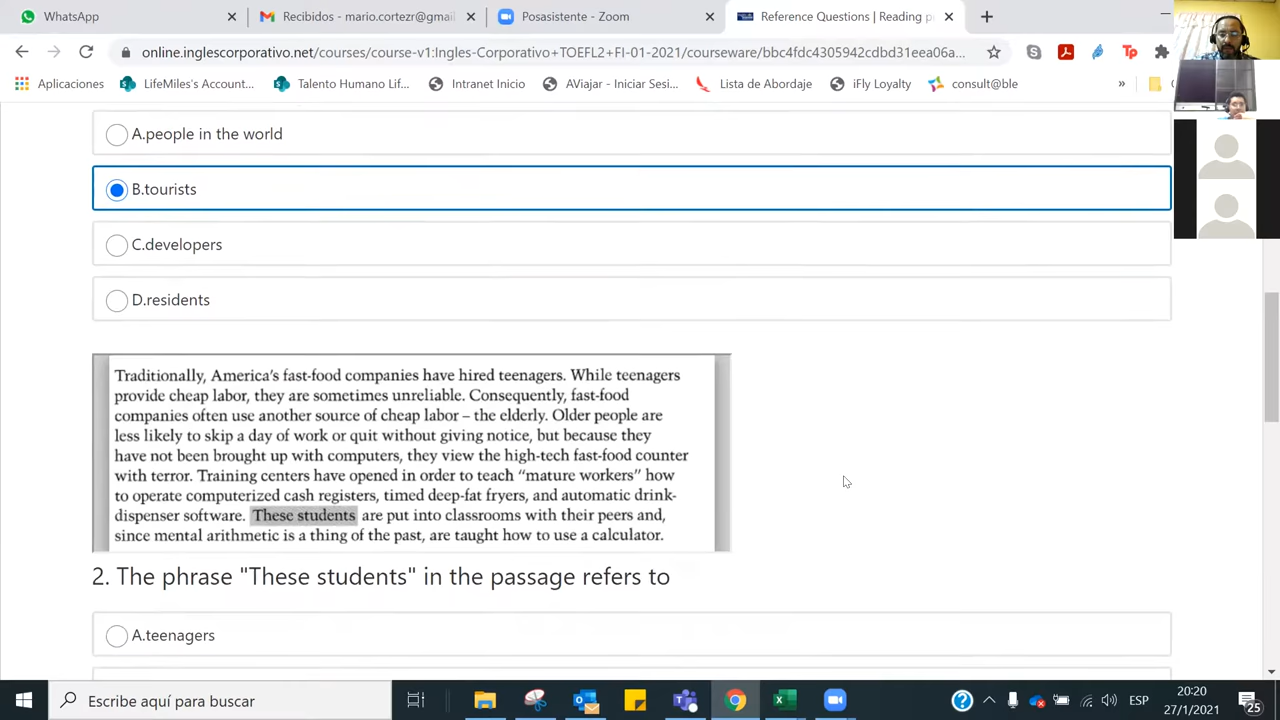 WhatsApp
Recibidos - mario.cortezr@gmail
Posasistente - Zoom
Reference Questions | Reading p
online.inglescorporativo.net/courses/course-v1:Ingles-Corporativo+TOEFL2+FI-01-2021/courseware/bbc4fdc4305942cdbd31eea06a...
Aplicaciones
LifeMiles's Account...
Talento Humano Lif...
Intranet Inicio
AViajar - Iniciar Sesi...
Lista de Abordaje
iFly Loyalty
consult@ble
»
A.people in the world
B.tourists
C.developers
D.residents
Traditionally, America's fast-food companies have hired teenagers. While teenagers
provide cheap labor, they are sometimes unreliable. Consequently, fast-food
companies often use another source of cheap labor – the elderly. Older people are
less likely to skip a day of work or quit without giving notice, but because they
have not been brought up with computers, they view the high-tech fast-food counter
with terror. Training centers have opened in order to teach "mature workers" how
to operate computerized cash registers, timed deep-fat fryers, and automatic drink-
dispenser software. These students are put into classrooms with their peers and,
since mental arithmetic is a thing of the past, are taught how to use a calculator.
2. The phrase "These students" in the passage refers to
A.teenagers
Escribe aquí para buscar
ESP
20:20
27/1/2021
25